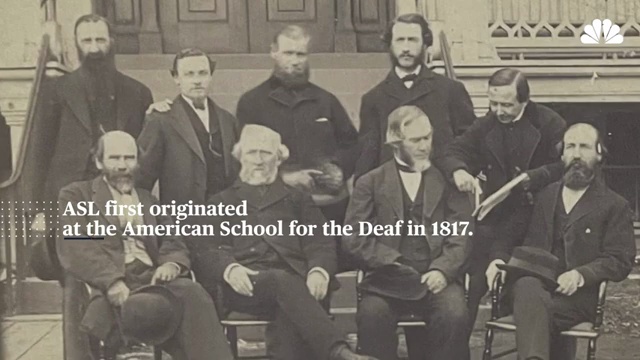 ASL first originated
at the American School for the Deaf in 1817.